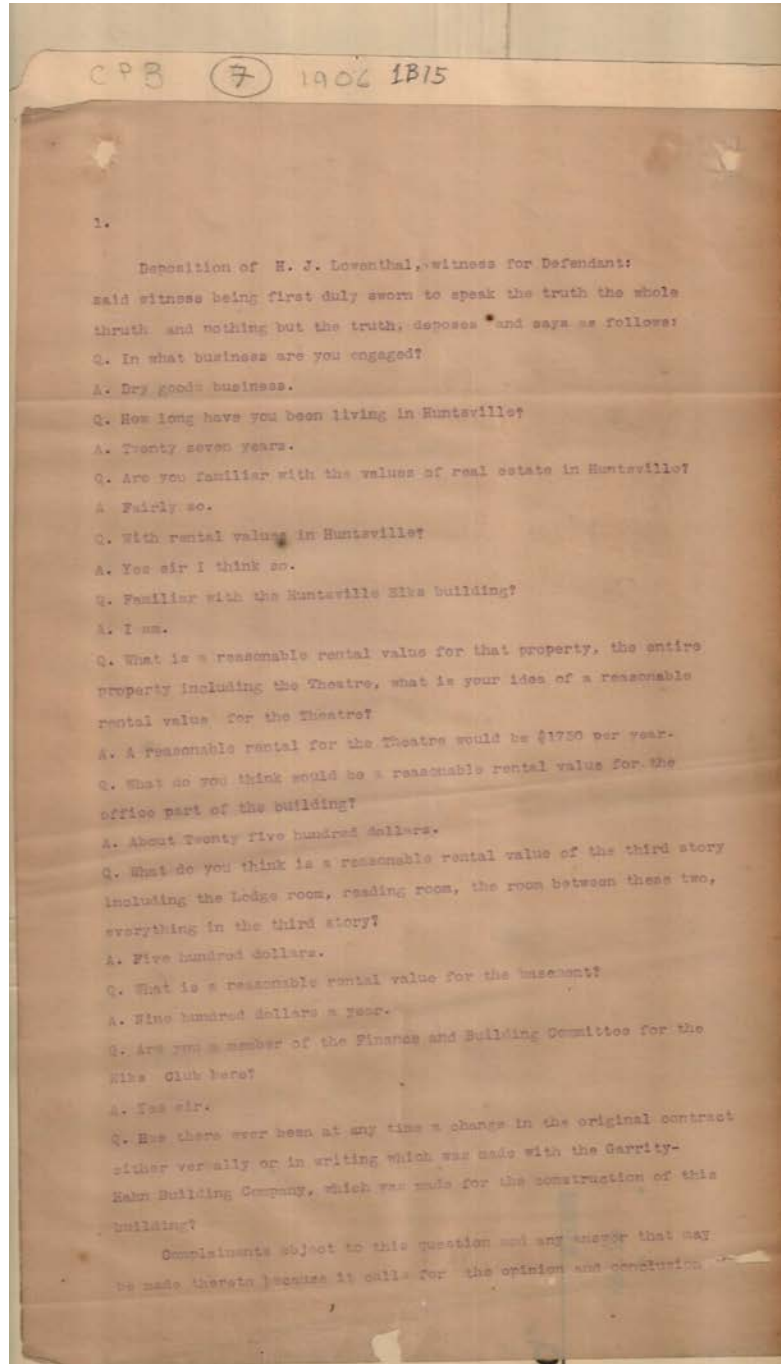 CPB 7 1906 1B15
1.
Deposition of H. J. Lowenthal, witness for Defendant:
said witness being first duly sworn to speak the truth the whole
thruth and nothing but the truth, deposes and says as follows:
Q. In what business are you engaged?
A. Dry goods business.
Q. How long have you been living in Huntsville?
A. Twenty seven years.
Q. Are you familiar with the values of real estate in Huntsville?
A Fairly so.
Q. With rental values in Huntsville?
A. Yes sir I think so.
Q. Familiar with the Huntsville Elks building?
A. I am.
Q. What is a reasonable rental value for that property, the entire
property including the Theatre, what is your idea of a reasonable
rental value for the Theatre?
A. A reasonable rental for the Theatre would be $1750 per year.
Q. What do you think would be a reasonable rental value for the
office part of the building?
A. About Twenty five hundred dollars.
Q. What do you think is a reasonable rental value of the third story
including the Lodge room, reading room, the room between these two,
everything in the third story?
A. Five hundred dollars.
Q. What is a reasonable rental value for the basement?
A. Nine hundred dollars a year.
Q. Are you a member of the Finance and Building Committee for the
Elks Club here?
A. Yes sir.
Q. Has there ever been at any time a change in the original contract
either verbally or in writing which was made with the Garrity-
Hahn Building Company, which was made for the construction of this
building?
Complainents object to this question and any answer that may
be made thereto because it calls for the opinion and conclusion